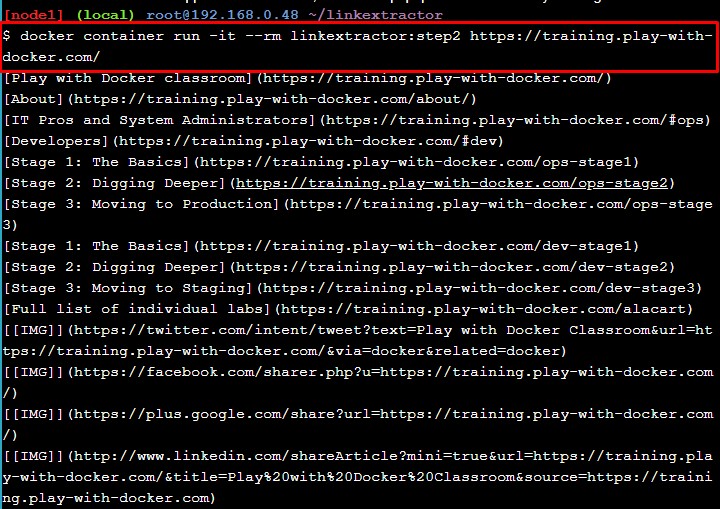 [node1] (local) root@192.168.0.48 ~/linkextractor
$ docker container run -it --rm linkextractor:step2 https://training.play-with-
docker.com/
[Play with Docker classroom](https://training.play-with-docker.com/)
[About](https://training.play-with-docker.com/about/)
[IT Pros and System Administrators](https://training.play-with-docker.com/#ops)
[Developers](https://training.play-with-docker.com/#dev)
[Stage 1: The Basics](https://training.play-with-docker.com/ops-stage1)
[Stage 2: Digging Deeper](https://training.play-with-docker.com/ops-stage2)
[Stage 3: Moving to Production](https://training.play-with-docker.com/ops-stage
3)
[Stage 1: The Basics](https://training.play-with-docker.com/dev-stage1)
[Stage 2: Digging Deeper](https://training.play-with-docker.com/dev-stage2)
[Stage 3: Moving to Staging](https://training.play-with-docker.com/dev-stage3)
[Full list of individual labs](https://training.play-with-docker.com/alacart)
[[IMG]](https://twitter.com/intent/tweet?text=Play with Docker Classroom&url=ht
tps://training.play-with-docker.com/&via=docker&related=docker)
[[IMG]](https://facebook.com/sharer.php?u=https://training.play-with-docker.com
/)
[[IMG]](https://plus.google.com/share?url=https://training.play-with-docker.com
/)
[[IMG]](http://www.linkedin.com/shareArticle?mini=true&url=https://training.pla
y-with-docker.com/&title=Play%20with%20Docker%20Classroom&source=https://traini
ng.play-with-docker.com)